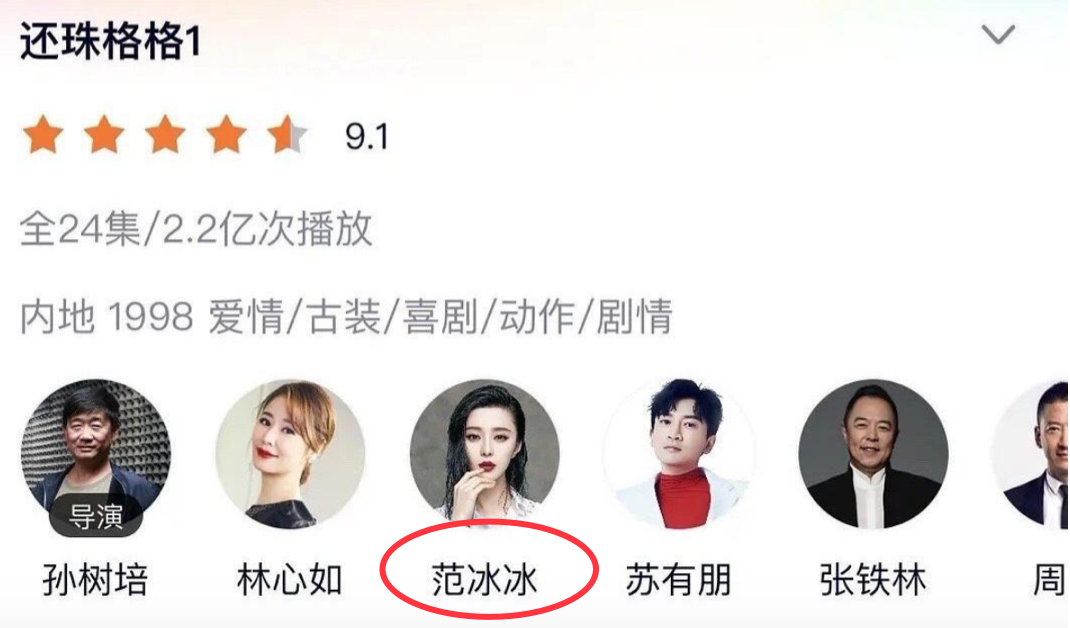 还珠格格1
9.1
全24集/2.2亿次播放
内地 1998 爱情/古装/喜剧/动作/剧情
导演
孙树培 林心如 范冰冰 苏有朋 张铁林 周